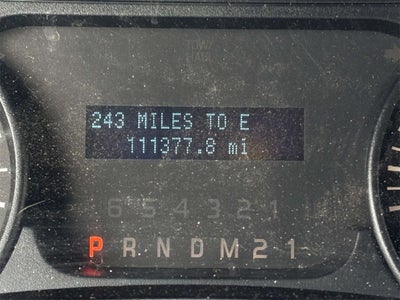 243 MILES TO E
111377.8 mi
6 5 4 3 2 1
P R N D M 2 1